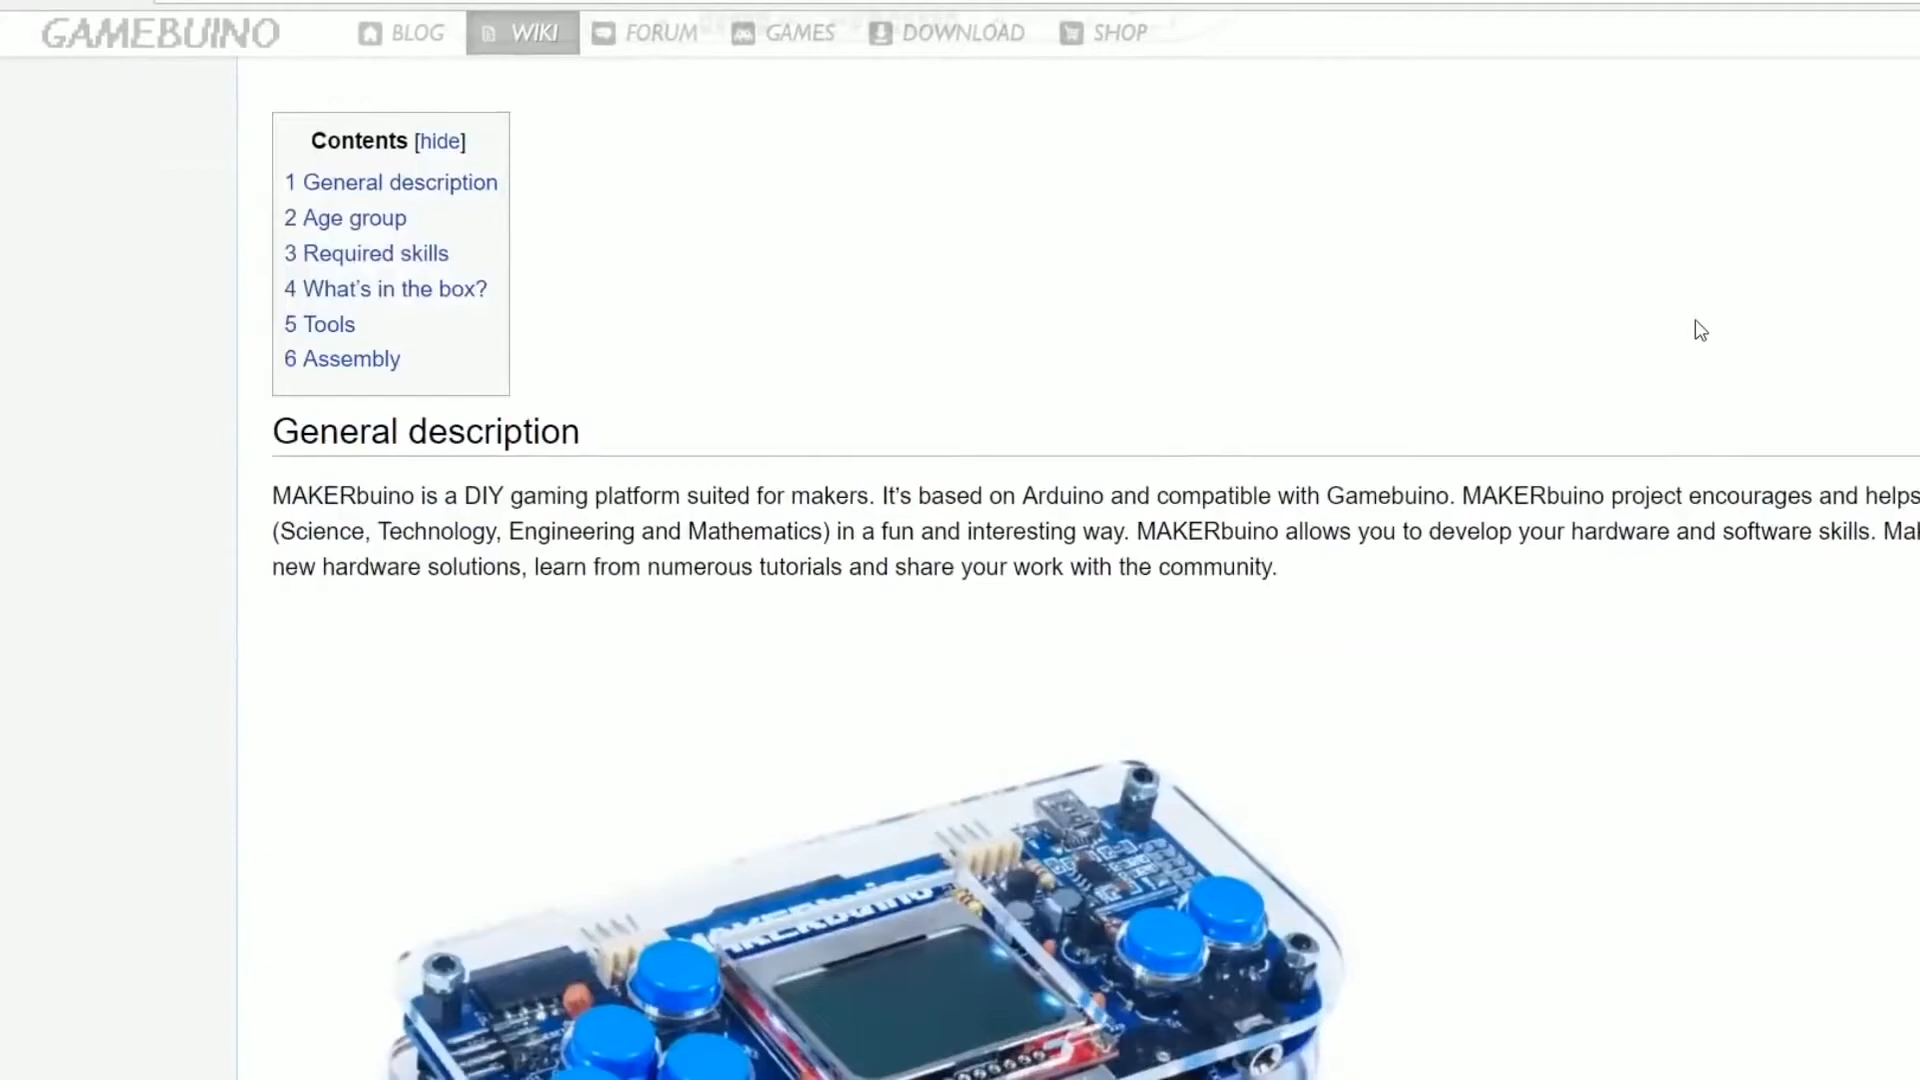 GAMEBUINO BLOG WIKI FORUM GAMES DOWNLOAD SHOP
Contents [hide]
1 General description
2 Age group
3 Required skills
4 What's in the box?
5 Tools
6 Assembly
General description
MAKERbuino is a DIY gaming platform suited for makers. It's based on Arduino and compatible with Gamebuino. MAKERbuino project encourages and helps
(Science, Technology, Engineering and Mathematics) in a fun and interesting way. MAKERbuino allows you to develop your hardware and software skills. Mak
new hardware solutions, learn from numerous tutorials and share your work with the community.
MAKERbuino